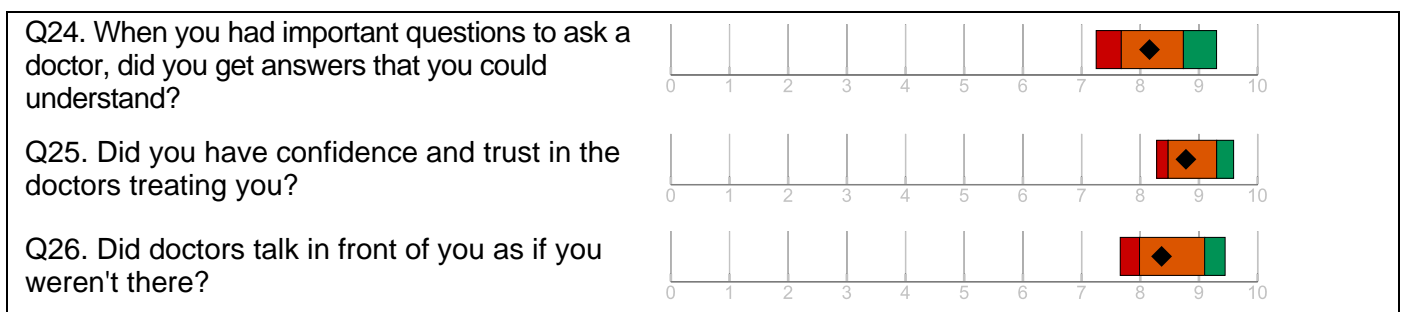 Q24. When you had important questions to ask a
doctor, did you get answers that you could
understand?
0 1 2 3 4 5 6 7 8 9 10
Q25. Did you have confidence and trust in the
doctors treating you?
0 1 2 3 4 5 6 7 8 9 10
Q26. Did doctors talk in front of you as if you
weren't there?
0 1 2 3 4 5 6 7 8 9 10